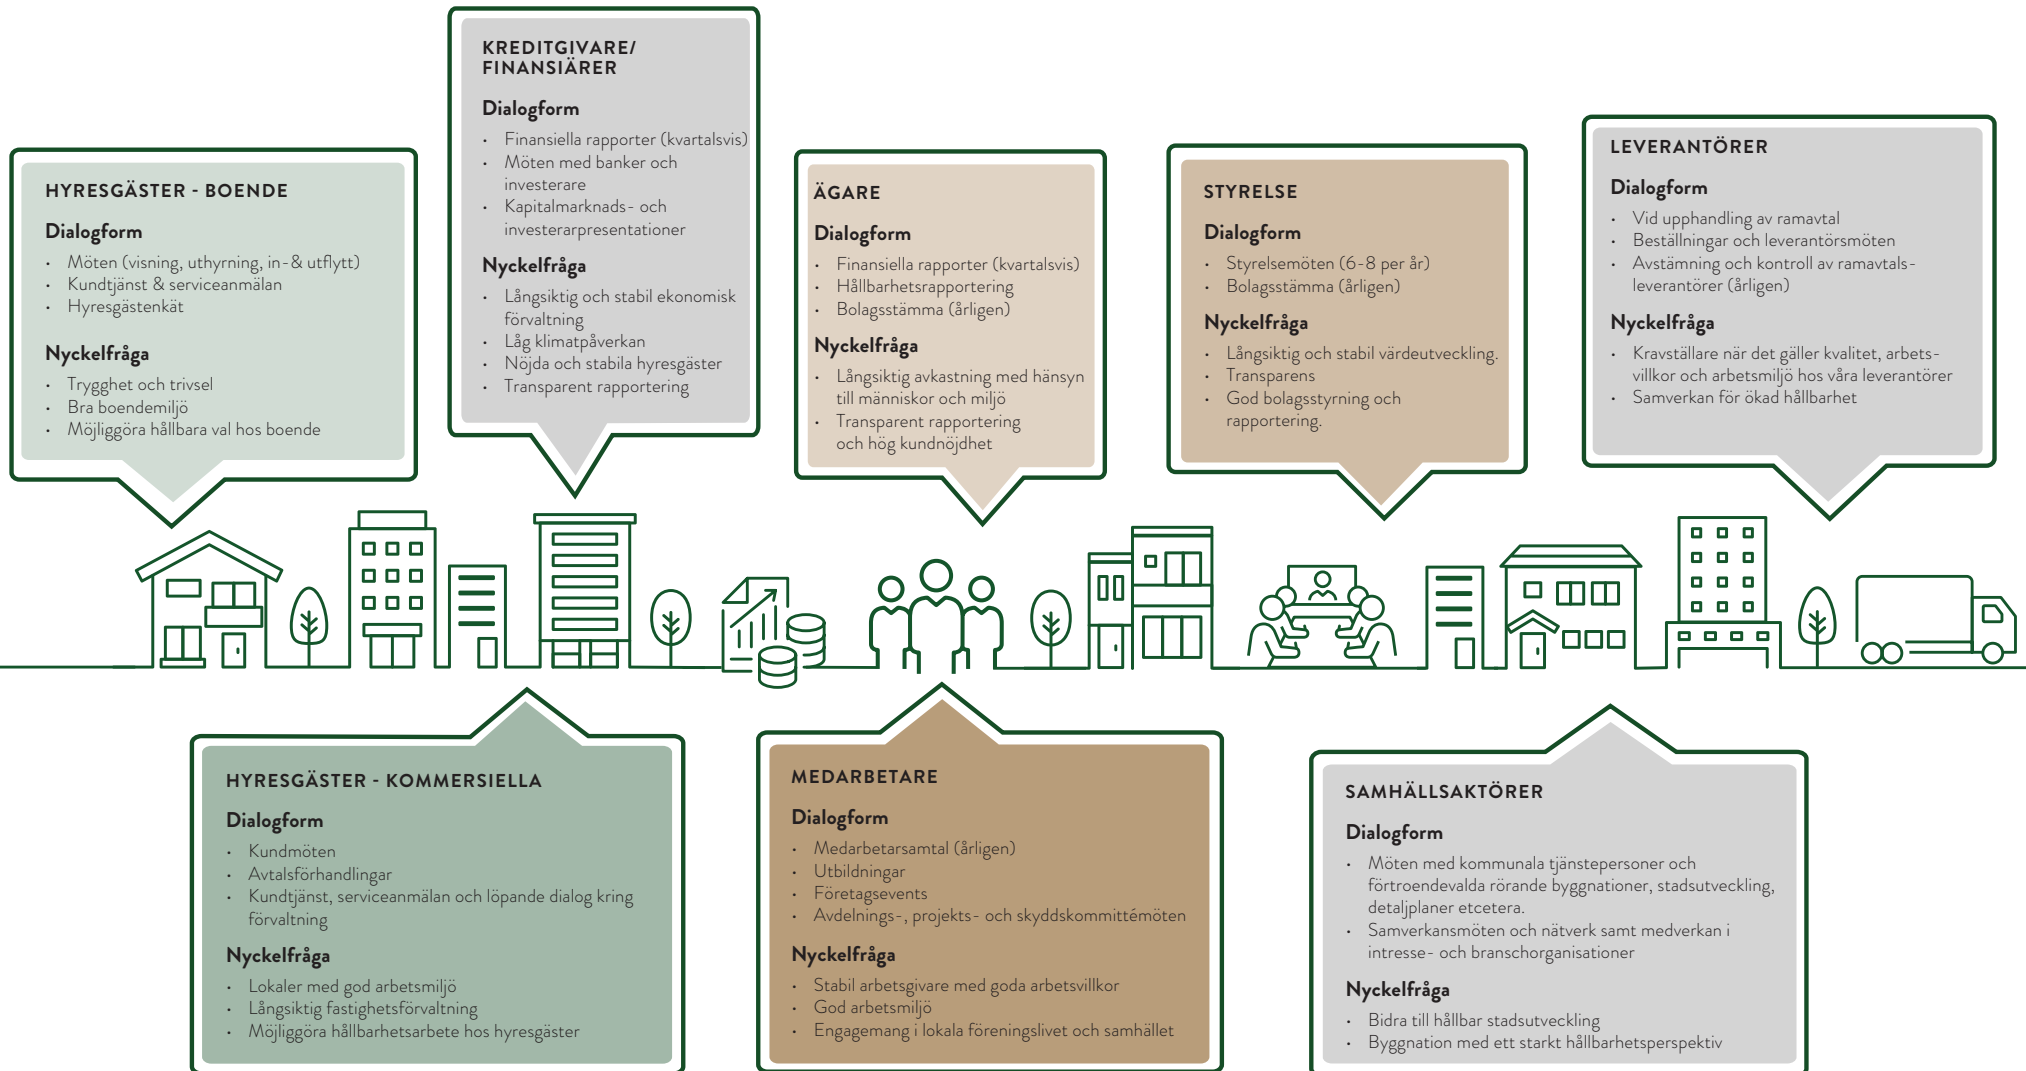 KREDITGIVARE/
FINANSIÄRER
Dialogform
• Finansiella rapporter (kvartalsvis)
• Möten med banker och
investerare
• Kapitalmarknads- och
investerarpresentationer
Nyckelfråga
• Långsiktig och stabil ekonomisk
förvaltning
• Låg klimatpåverkan
• Nöjda och stabila hyresgäster
• Transparent rapportering
HYRESGÄSTER - BOENDE
Dialogform
• Möten (visning, uthyrning, in-& utflytt)
• Kundtjänst & serviceanmälan
• Hyresgästenkät
Nyckelfråga
• Trygghet och trivsel
• Bra boendemiljö
• Möjliggöra hållbara val hos boende
ÄGARE
Dialogform
• Finansiella rapporter (kvartalsvis)
• Hållbarhetsrapportering
• Bolagsstämma (årligen)
Nyckelfråga
• Långsiktig avkastning med hänsyn
till människor och miljö
• Transparent rapportering
och hög kundnöjdhet
STYRELSE
Dialogform
• Styrelsemöten (6-8 per år)
• Bolagsstämma (årligen)
Nyckelfråga
• Långsiktig och stabil värdeutveckling.
• Transparens
• God bolagsstyrning och
rapportering.
LEVERANTÖRER
Dialogform
• Vid upphandling av ramavtal
• Beställningar och leverantörsmöten
• Avstämning och kontroll av ramavtals-
leverantörer (årligen)
Nyckelfråga
• Kravställare när det gäller kvalitet, arbets-
villkor och arbetsmiljö hos våra leverantörer
• Samverkan för ökad hållbarhet
HYRESGÄSTER - KOMMERSIELLA
Dialogform
• Kundmöten
• Avtalsförhandlingar
• Kundtjänst, serviceanmälan och löpande dialog kring
förvaltning
Nyckelfråga
• Lokaler med god arbetsmiljö
• Långsiktig fastighetsförvaltning
• Möjliggöra hållbarhetsarbete hos hyresgäster
MEDARBETARE
Dialogform
• Medarbetarsamtal (årligen)
• Utbildningar
• Företagsevents
• Avdelnings-, projekts- och skyddskommittémöten
Nyckelfråga
• Stabil arbetsgivare med goda arbetsvillkor
• God arbetsmiljö
• Engagemang i lokala föreningslivet och samhället
SAMHÄLLSAKTÖRER
Dialogform
• Möten med kommunala tjänstepersoner och
förtroendevalda rörande byggnationer, stadsutveckling,
detaljplaner etcetera.
• Samverkansmöten och nätverk samt medverkan i
intresse- och branschorganisationer
Nyckelfråga
• Bidra till hållbar stadsutveckling
• Byggnation med ett starkt hållbarhetsperspektiv